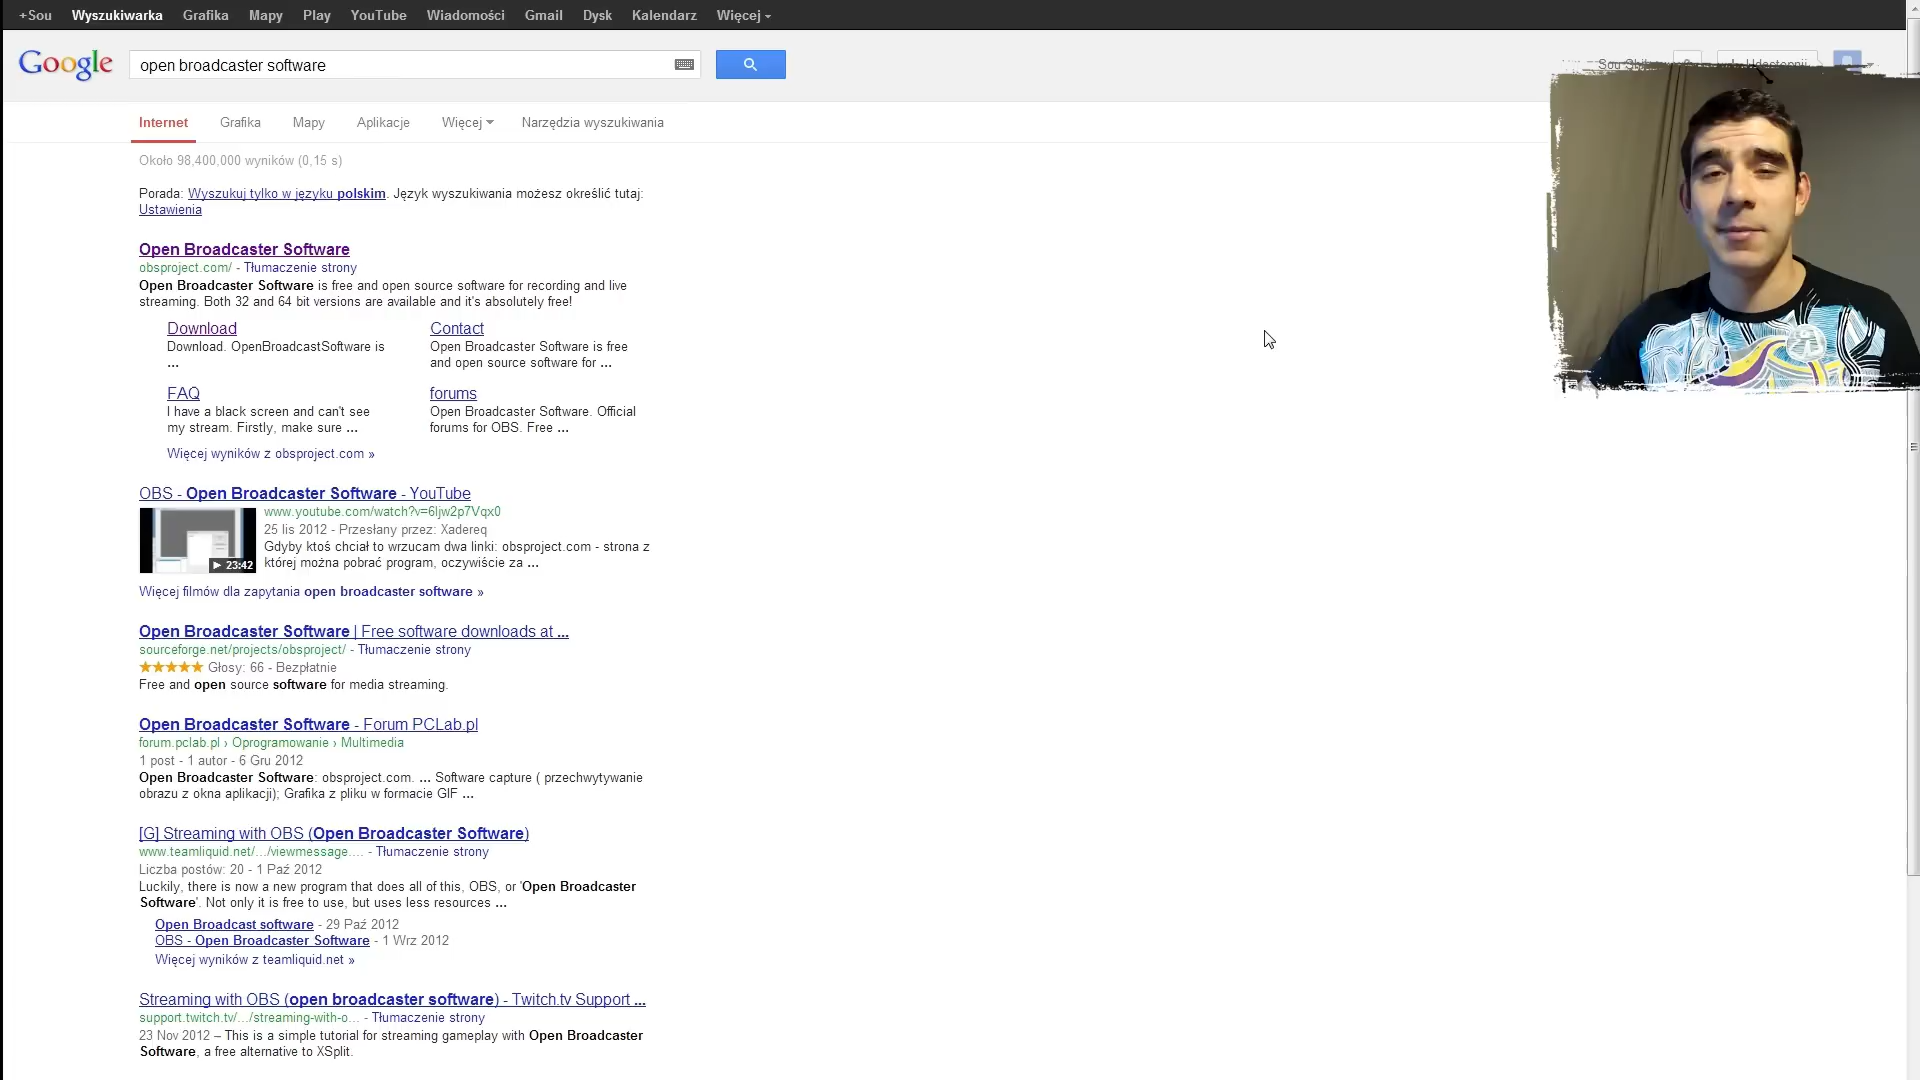 +Sou Wyszukiwarka Grafika Mapy Play YouTube Wiadomości Gmail Dysk Kalendarz Więcej
Google open broadcaster software
Internet Grafika Mapy Aplikacje Więcej Narzędzia wyszukiwania
Około 98,400,000 wyników (0,15 s)
Porada: Wyszukuj tylko w języku polskim. Język wyszukiwania możesz określić tutaj:
Ustawienia
Open Broadcaster Software
obsproject.com/ - Tłumaczenie strony
Open Broadcaster Software is free and open source software for recording and live
streaming. Both 32 and 64 bit versions are available and it's absolutely free!
Download
Download. OpenBroadcastSoftware is
...
Contact
Open Broadcaster Software is free
and open source software for ...
FAQ
I have a black screen and can't see
my stream. Firstly, make sure ...
forums
Open Broadcaster Software. Official
forums for OBS. Free ...
Więcej wyników z obsproject.com »
OBS - Open Broadcaster Software - YouTube
www.youtube.com/watch?v=6ljw2p7Vqx0
25 lis 2012 - Przesłany przez: Xadereq
Gdyby ktoś chciał to wrzucam dwa linki: obsproject.com - strona z
której można pobrać program, oczywiście za ...
23:42
Więcej filmów dla zapytania open broadcaster software »
Open Broadcaster Software | Free software downloads at ...
sourceforge.net/projects/obsproject/ - Tłumaczenie strony
★★★★★ Głosy: 66 - Bezpłatnie
Free and open source software for media streaming.
Open Broadcaster Software - Forum PCLab.pl
forum.pclab.pl › Oprogramowanie › Multimedia
1 post - 1 autor - 6 Gru 2012
Open Broadcaster Software: obsproject.com. ... Software capture ( przechwytywanie
obrazu z okna aplikacji); Grafika z pliku w formacie GIF ...
[G] Streaming with OBS (Open Broadcaster Software)
www.teamliquid.net/.../viewmessage.... - Tłumaczenie strony
Liczba postów: 20 - 1 Paź 2012
Luckily, there is now a new program that does all of this, OBS, or 'Open Broadcaster
Software'. Not only it is free to use, but uses less resources ...
Open Broadcast software - 29 Paź 2012
OBS - Open Broadcaster Software - 1 Wrz 2012
Więcej wyników z teamliquid.net »
Streaming with OBS (open broadcaster software) - Twitch.tv Support ...
support.twitch.tv/.../streaming-with-o... - Tłumaczenie strony
23 Nov 2012 – This is a simple tutorial for streaming gameplay with Open Broadcaster
Software, a free alternative to XSplit.